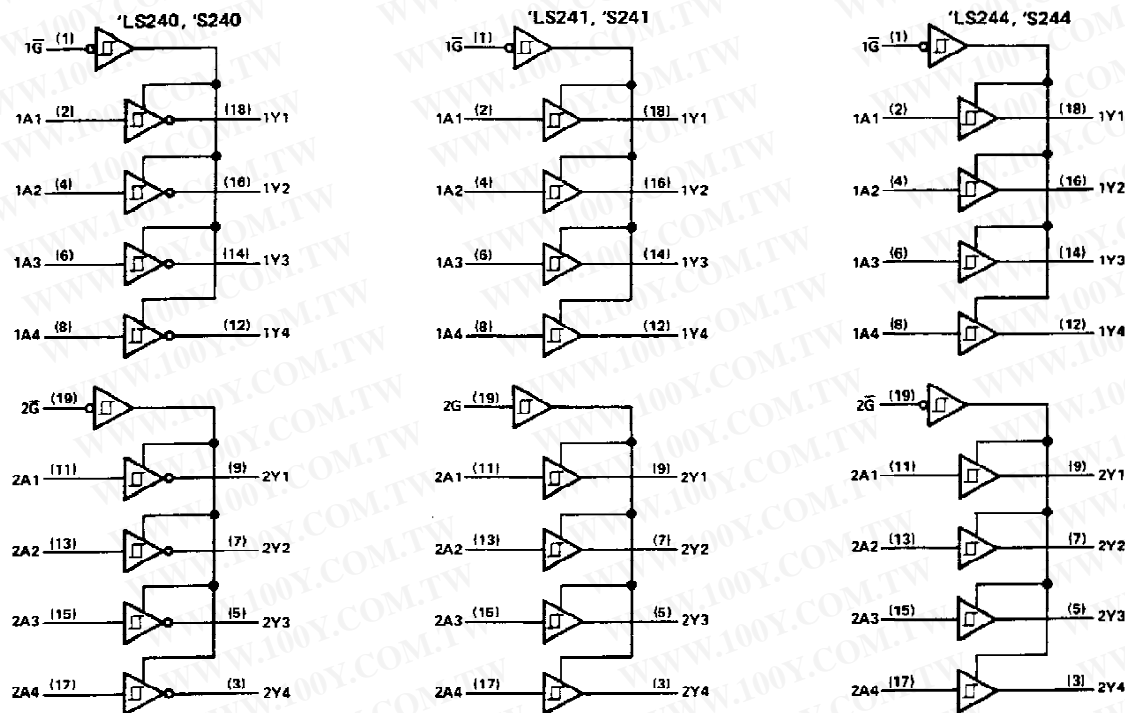 'LS240, 'S240
1G̅ (1)
1A1 (2) (18) 1Y1
1A2 (4) (16) 1Y2
1A3 (6) (14) 1Y3
1A4 (8) (12) 1Y4
2G̅ (19)
2A1 (11) (9) 2Y1
2A2 (13) (7) 2Y2
2A3 (15) (5) 2Y3
2A4 (17) (3) 2Y4
'LS241, 'S241
1G̅ (1)
1A1 (2) (18) 1Y1
1A2 (4) (16) 1Y2
1A3 (6) (14) 1Y3
1A4 (8) (12) 1Y4
2G (19)
2A1 (11) (9) 2Y1
2A2 (13) (7) 2Y2
2A3 (15) (5) 2Y3
2A4 (17) (3) 2Y4
'LS244, 'S244
1G̅ (1)
1A1 (2) (18) 1Y1
1A2 (4) (16) 1Y2
1A3 (6) (14) 1Y3
1A4 (8) (12) 1Y4
2G̅ (19)
2A1 (11) (9) 2Y1
2A2 (13) (7) 2Y2
2A3 (15) (5) 2Y3
2A4 (17) (3) 2Y4
WWW.100Y.COM.TW